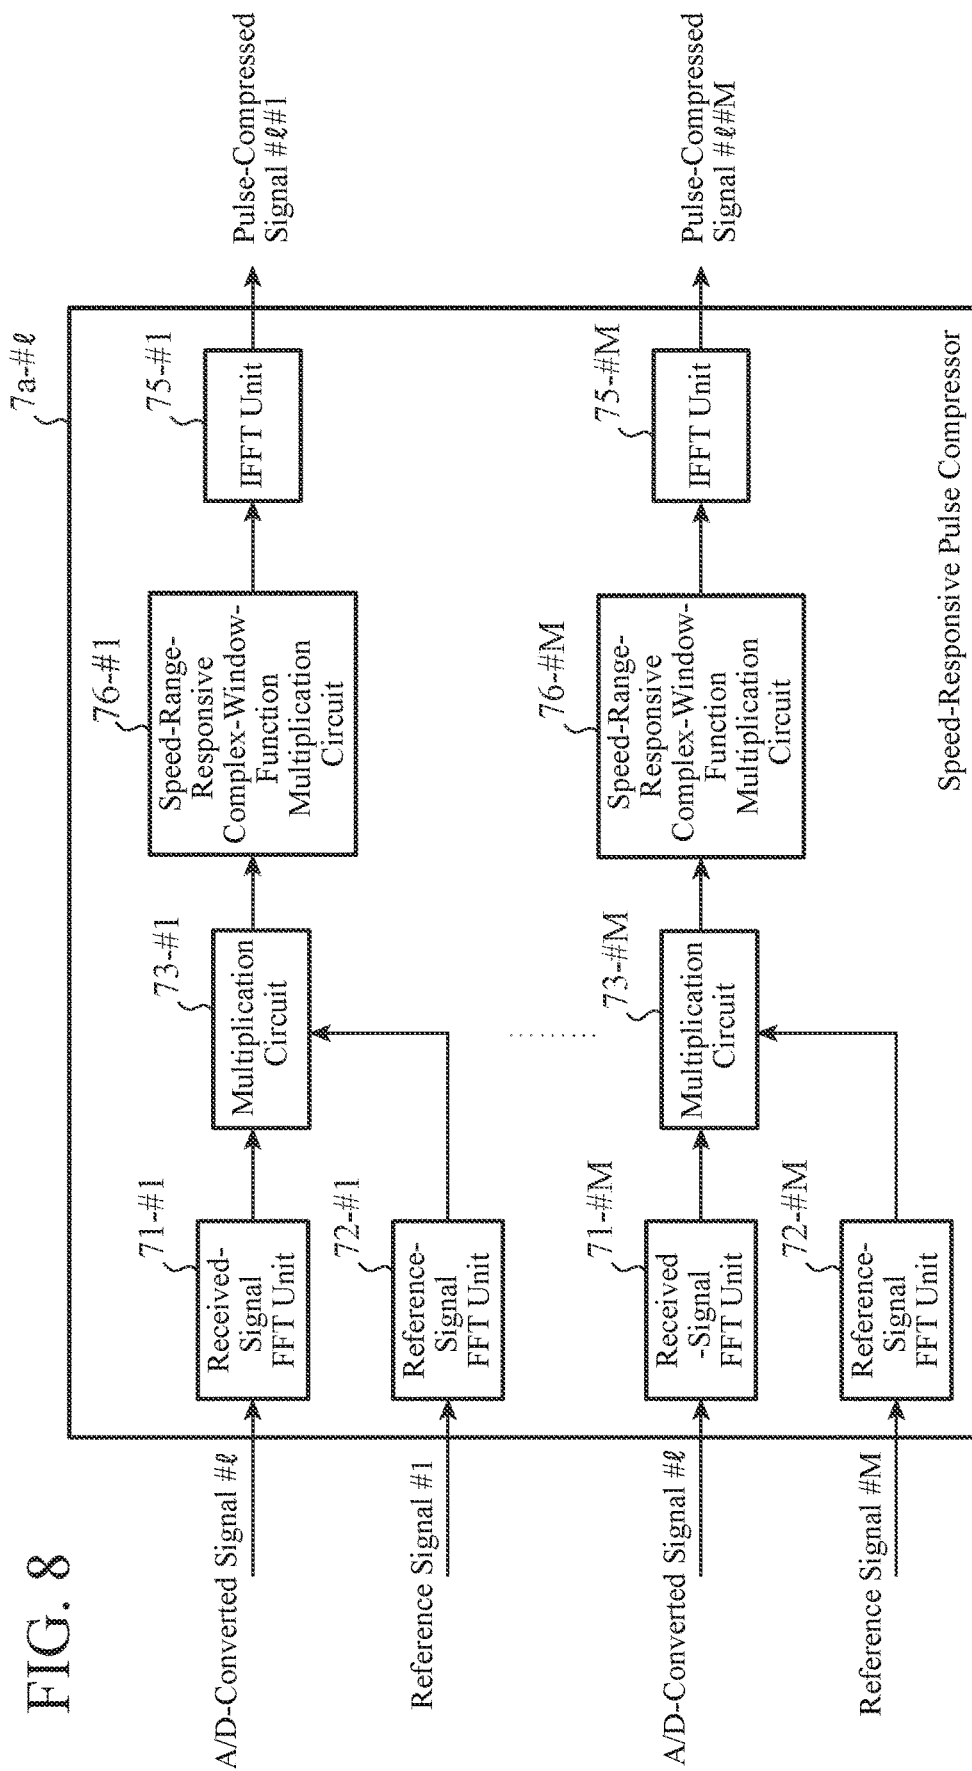 FIG. 8
7a-#ℓ
A/D-Converted Signal #ℓ
71-#1
Received-
Signal
FFT Unit
73-#1
Multiplication
Circuit
76-#1
Speed-Range-
Responsive
Complex-Window-
Function
Multiplication
Circuit
75-#1
IFFT Unit
Pulse-Compressed
Signal #ℓ#1
Reference Signal #1
72-#1
Reference-
Signal
FFT Unit
A/D-Converted Signal #ℓ
71-#M
Received
-Signal
FFT Unit
73-#M
Multiplication
Circuit
76-#M
Speed-Range-
Responsive
Complex-Window-
Function
Multiplication
Circuit
75-#M
IFFT Unit
Pulse-Compressed
Signal #ℓ#M
Reference Signal #M
72-#M
Reference-
Signal
FFT Unit
Speed-Responsive Pulse Compressor